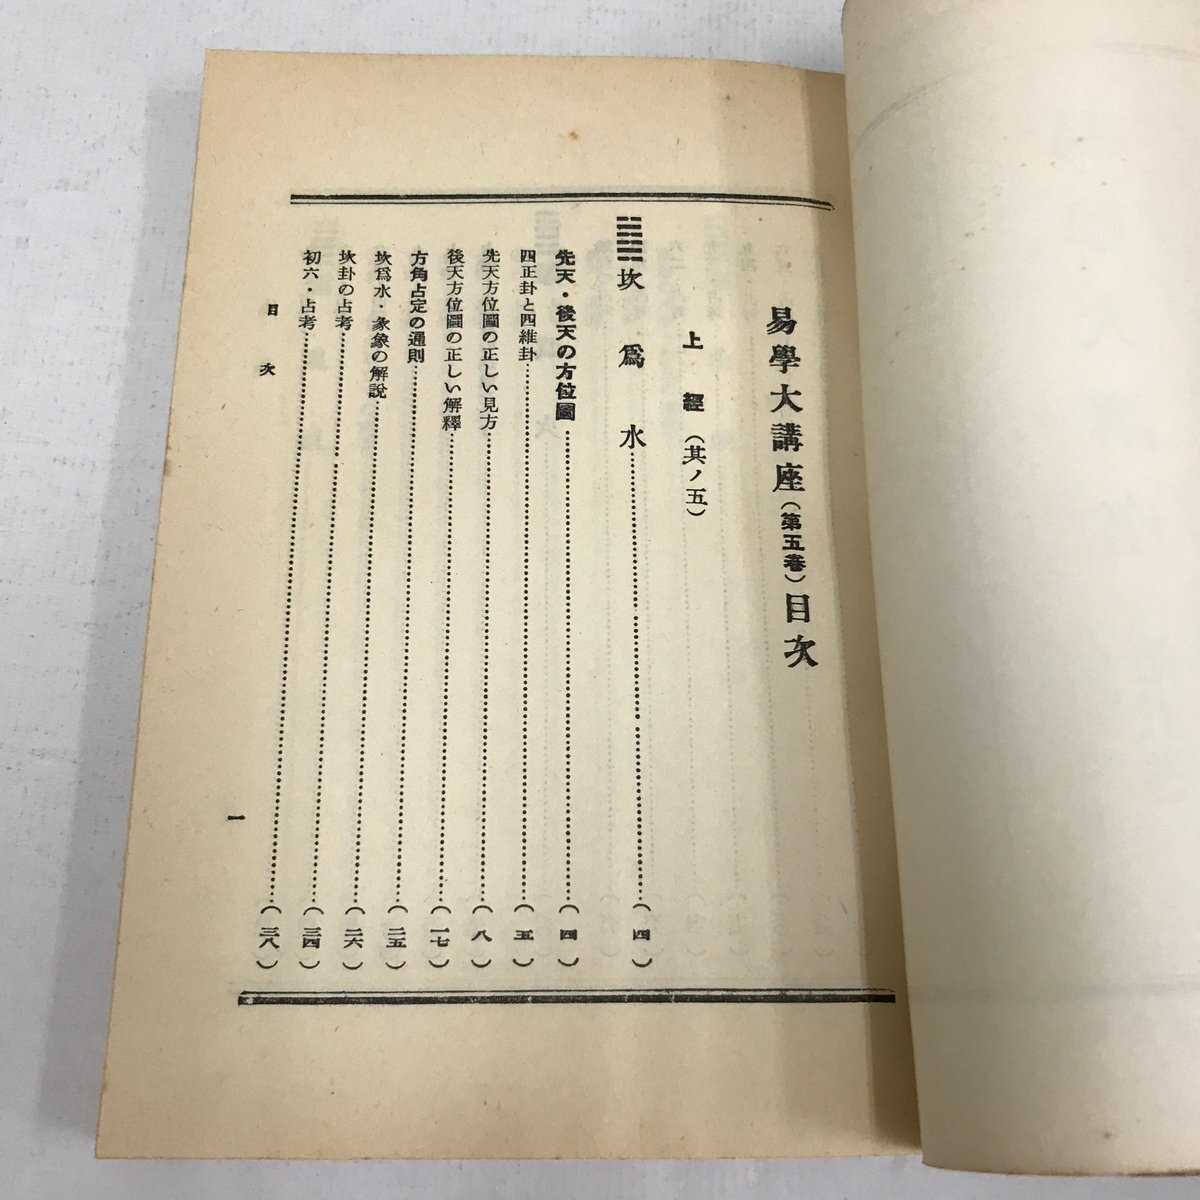 易學大講座(第五卷)目次
上經(其ノ五)
䷜坎爲水……(四)
先天・後天の方位圖……(四)
四正卦と四維卦……(五)
先天方位圖の正しい見方……(八)
後天方位圖の正しい解釋……(一七)
方角占定の通則……(二五)
坎爲水・彖象の解說……(二六)
坎卦の占考……(三四)
初六・占考……(三八)
目次
一